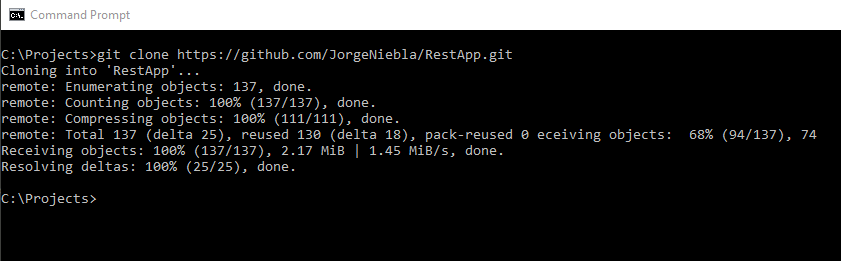 Command Prompt
C:\Projects>git clone https://github.com/JorgeNiebla/RestApp.git
Cloning into 'RestApp'...
remote: Enumerating objects: 137, done.
remote: Counting objects: 100% (137/137), done.
remote: Compressing objects: 100% (111/111), done.
remote: Total 137 (delta 25), reused 130 (delta 18), pack-reused 0 eceiving objects:  68% (94/137), 74
Receiving objects: 100% (137/137), 2.17 MiB | 1.45 MiB/s, done.
Resolving deltas: 100% (25/25), done.
C:\Projects>